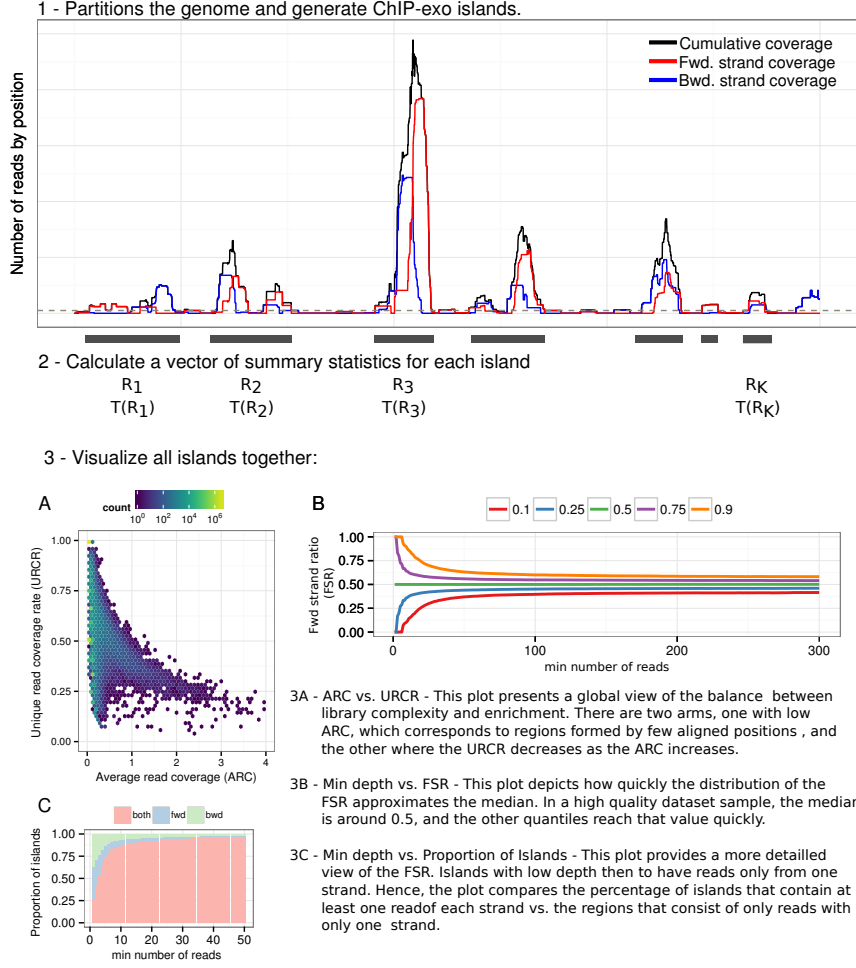 1 - Partitions the genome and generate ChIP-exo islands.
Number of reads by position
Cumulative coverage
Fwd. strand coverage
Bwd. strand coverage
2 - Calculate a vector of summary statistics for each island
R1 R2 R3 RK
T(R1) T(R2) T(R3) T(RK)
3 - Visualize all islands together:
A
count
10^0 10^2 10^4 10^6
Unique read coverage rate (URCR)
1.00
0.75
0.50
0.25
0.00
0 1 2 3 4
Average read coverage (ARC)
B
0.1 0.25 0.5 0.75 0.9
Fwd strand ratio
(FSR)
1.00
0.75
0.50
0.25
0.00
0 100 200 300
min number of reads
3A - ARC vs. URCR - This plot presents a global view of the balance between
library complexity and enrichment. There are two arms, one with low
ARC, which corresponds to regions formed by few aligned positions , and
the other where the URCR decreases as the ARC increases.
3B - Min depth vs. FSR - This plot depicts how quickly the distribution of the
FSR approximates the median. In a high quality dataset sample, the median
is around 0.5, and the other quantiles reach that value quickly.
3C - Min depth vs. Proportion of Islands - This plot provides a more detailled
view of the FSR. Islands with low depth then to have reads only from one
strand. Hence, the plot compares the percentage of islands that contain at
least one readof each strand vs. the regions that consist of only reads with
only one strand.
C
both fwd bwd
Proportion of islands
1.00
0.75
0.50
0.25
0.00
0 10 20 30 40 50
min number of reads